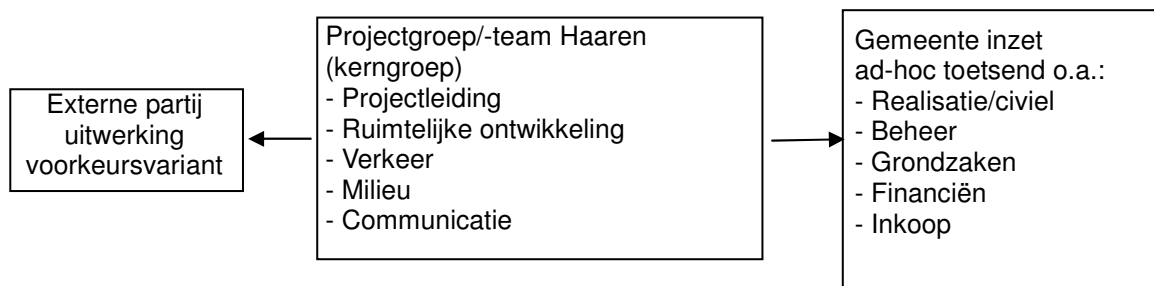 Externe partij
uitwerking
voorkeursvariant
Projectgroep/-team Haaren
(kerngroep)
- Projectleiding
- Ruimtelijke ontwikkeling
- Verkeer
- Milieu
- Communicatie
Gemeente inzet
ad-hoc toetsend o.a.:
- Realisatie/civiel
- Beheer
- Grondzaken
- Financiën
- Inkoop